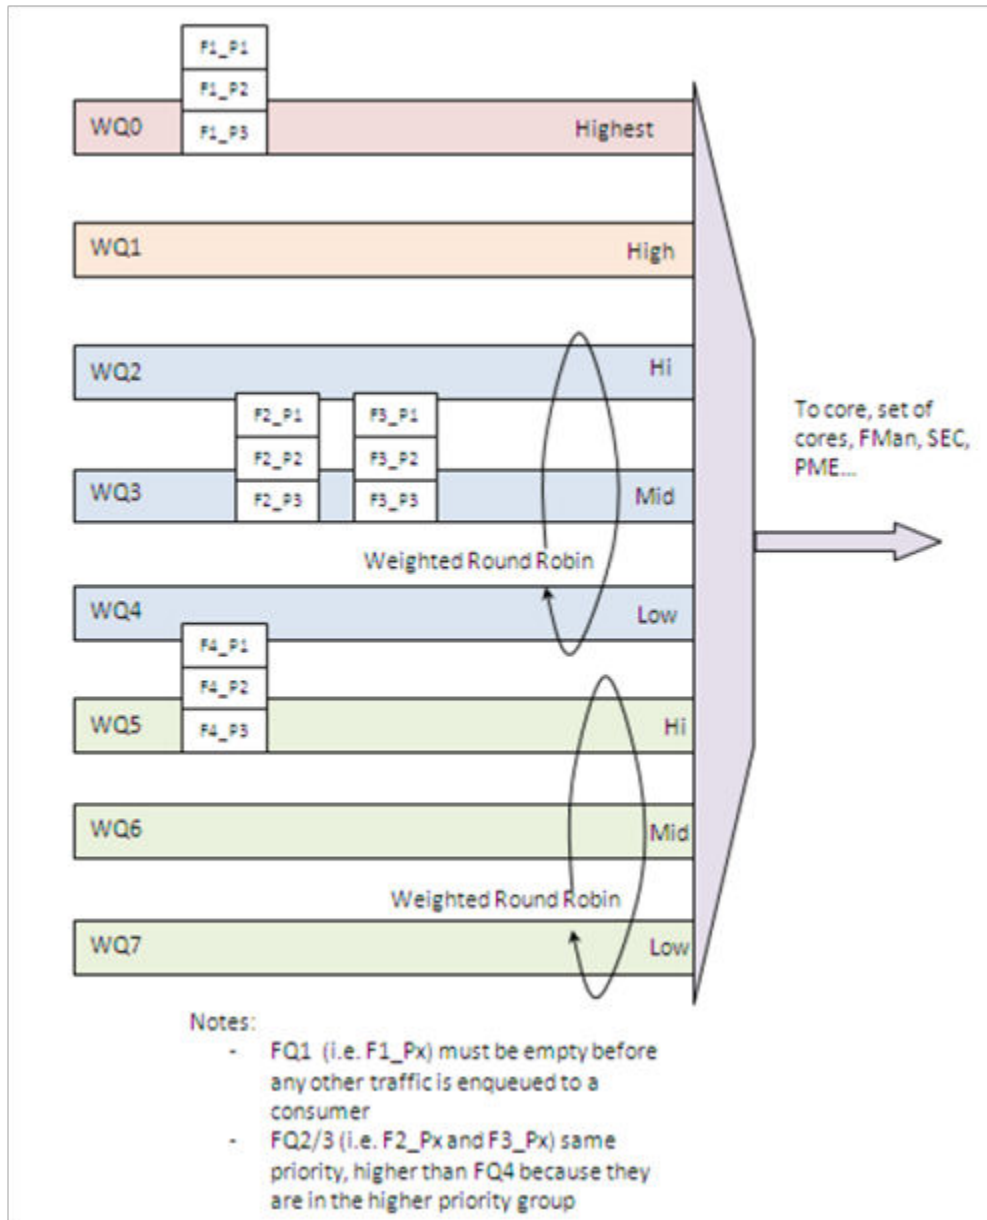 F1_P1
F1_P2
WQ0
F1_P3
Highest
WQ1
High
WQ2
Hi
F2_P1
F3_P1
F2_P2
F3_P2
WQ3
F2_P3
F3_P3
Mid
To core, set of
cores, FMan, SEC,
PME...
Weighted Round Robin
WQ4
Low
F4_P1
F4_P2
WQ5
F4_P3
Hi
WQ6
Mid
Weighted Round Robin
WQ7
Low
Notes:
- FQ1 (i.e. F1_Px) must be empty before
any other traffic is enqueued to a
consumer
- FQ2/3 (i.e. F2_Px and F3_Px) same
priority, higher than FQ4 because they
are in the higher priority group